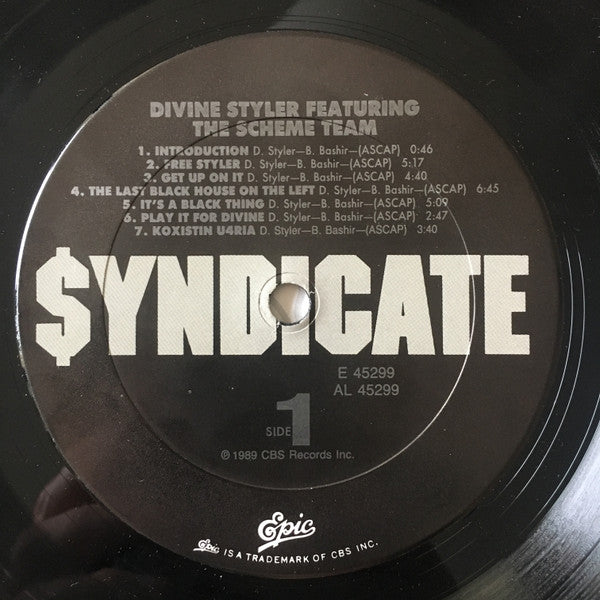 DIVINE STYLER FEATURING
THE SCHEME TEAM
1. INTRODUCTION D. Styler—B. Bashir—(ASCAP) 0:46
2. FREE STYLER D. Styler—B. Bashir—(ASCAP) 5:17
3. GET UP ON IT D. Styler—B. Bashir—(ASCAP) 4:40
4. THE LAST BLACK HOUSE ON THE LEFT D. Styler—B. Bashir—(ASCAP) 6:45
5. IT'S A BLACK THING D. Styler—B. Bashir—(ASCAP) 5:09
6. PLAY IT FOR DIVINE D. Styler—B. Bashir—(ASCAP) 2:47
7. KOXISTIN U4RIA D. Styler—B. Bashir—(ASCAP) 3:40
$YNDICATE
E 45299
AL 45299
SIDE 1
℗ 1989 CBS Records Inc.
Epic
Epic IS A TRADEMARK OF CBS INC.